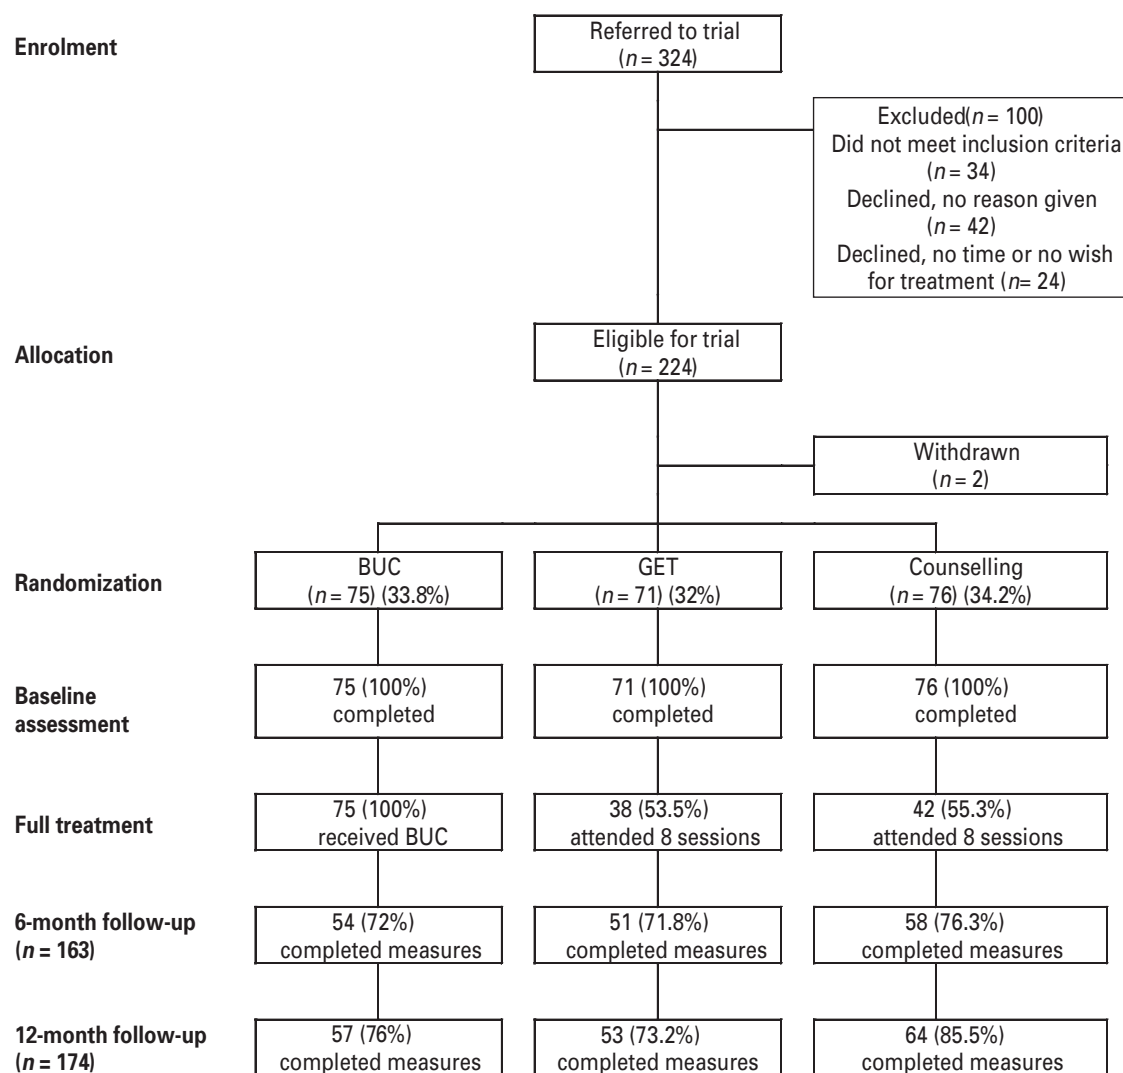 Enrolment
Referred to trial
(n = 324)
Excluded(n = 100)
Did not meet inclusion criteria
(n = 34)
Declined, no reason given
(n = 42)
Declined, no time or no wish
for treatment (n= 24)
Allocation
Eligible for trial
(n = 224)
Withdrawn
(n = 2)
Randomization
BUC
(n = 75) (33.8%)
GET
(n = 71) (32%)
Counselling
(n = 76) (34.2%)
Baseline
assessment
75 (100%)
completed
71 (100%)
completed
76 (100%)
completed
Full treatment
75 (100%)
received BUC
38 (53.5%)
attended 8 sessions
42 (55.3%)
attended 8 sessions
6-month follow-up
(n = 163)
54 (72%)
completed measures
51 (71.8%)
completed measures
58 (76.3%)
completed measures
12-month follow-up
(n = 174)
57 (76%)
completed measures
53 (73.2%)
completed measures
64 (85.5%)
completed measures